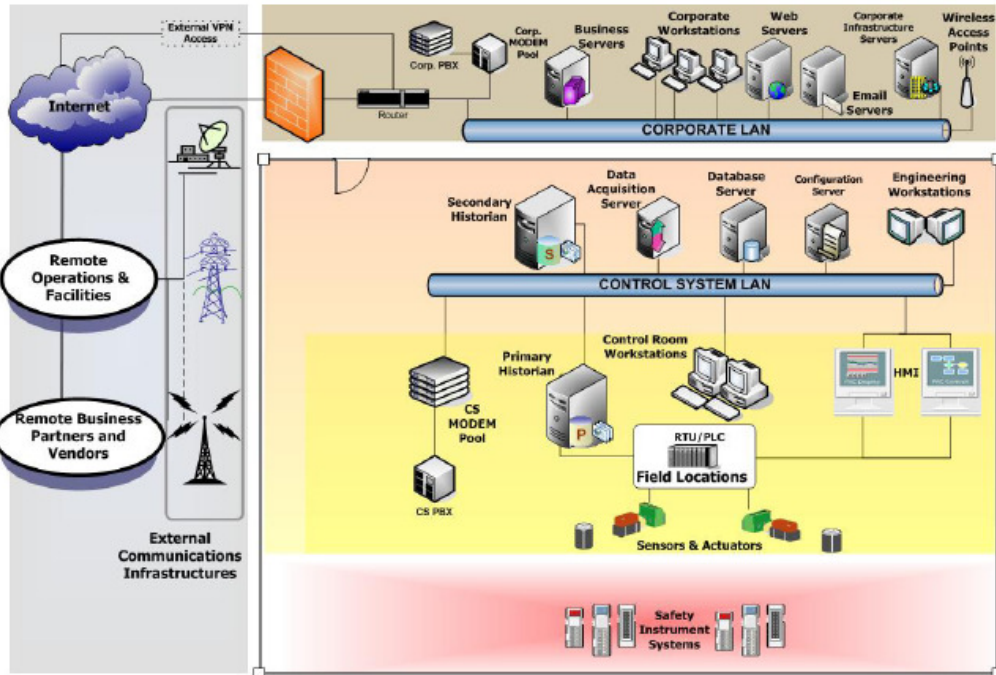 External VPN
Access
Internet
Remote
Operations &
Facilities
Remote Business
Partners and
Vendors
External
Communications
Infrastructures
Corp. PBX
Corp.
MODEM
Pool
Router
Business
Servers
Corporate
Workstations
Web
Servers
Email
Servers
Corporate
Infrastructure
Servers
Wireless
Access
Points
CORPORATE LAN
Secondary
Historian
S
Data
Acquisition
Server
Database
Server
Configuration
Server
Engineering
Workstations
CONTROL SYSTEM LAN
CS
MODEM
Pool
CS PBX
Primary
Historian
P
Control Room
Workstations
HMI
RTU/PLC
Field Locations
Sensors & Actuators
Safety
Instrument
Systems